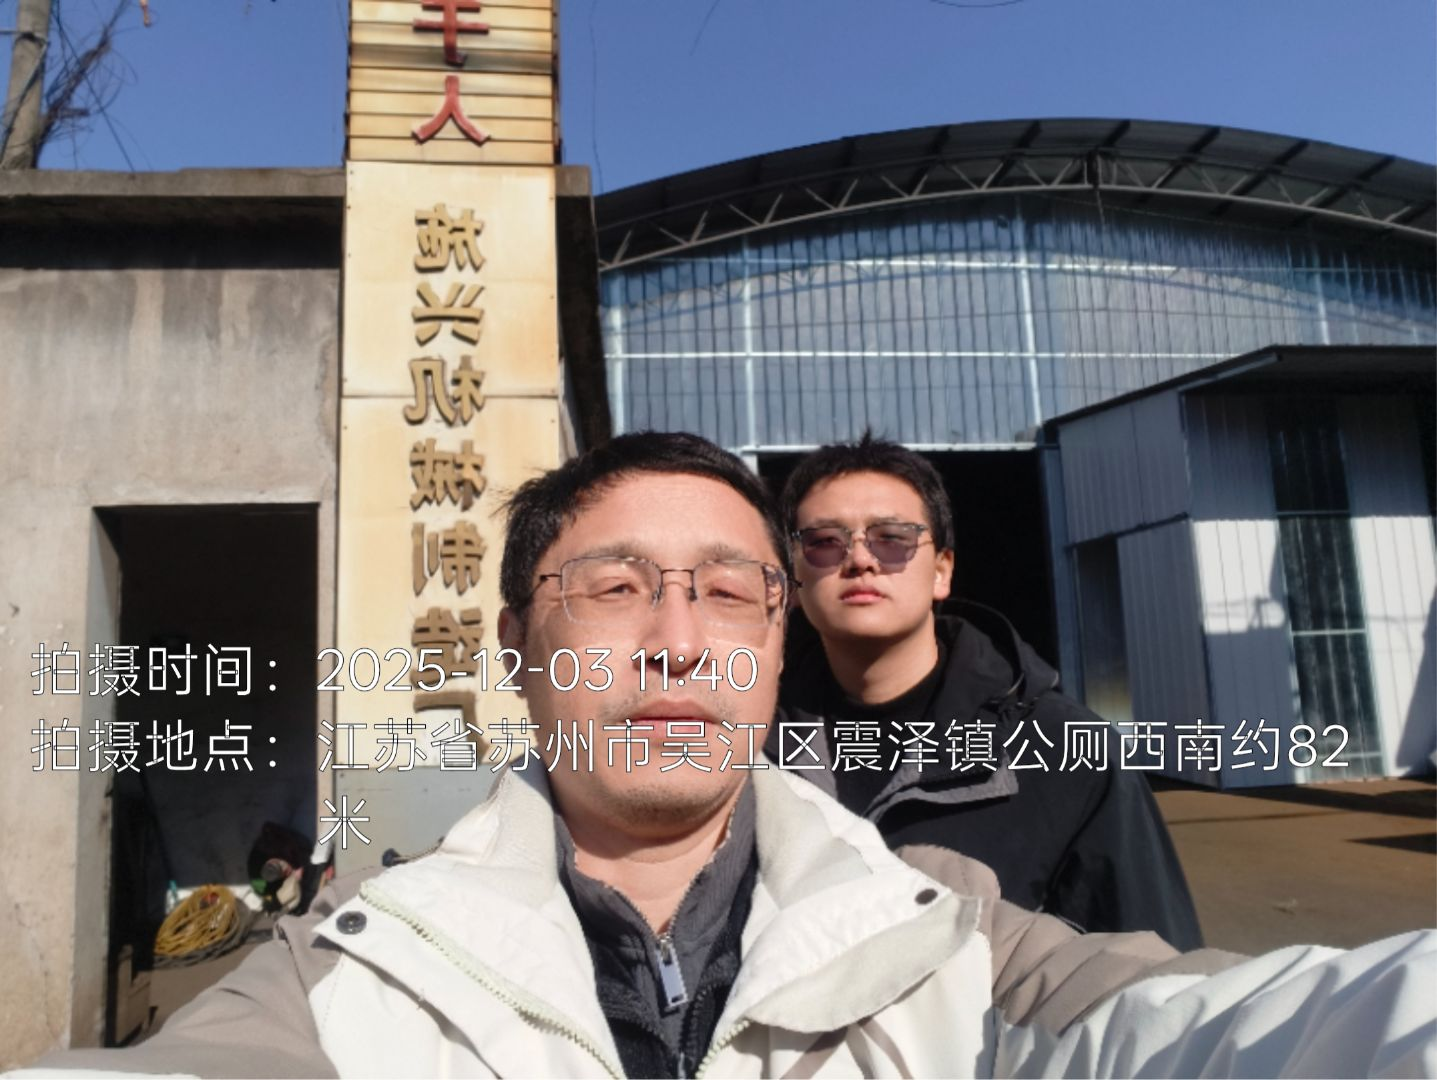 千人
施兴机械制造厂
拍摄时间：2025-12-03 11:40
拍摄地点：江苏省苏州市吴江区震泽镇公厕西南约82
米